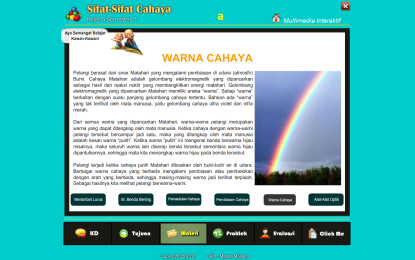 Sifat-Sifat Cahaya
Kelas 5 Semester 2
a
Multimedia Interaktif
Ayo Semangat Belajar
Kawan-Kawan!
WARNA CAHAYA
Pelangi berasal dari sinar Matahari yang mengalami pembiasan di udara (atmosfir)
Bumi. Cahaya Matahari adalah gelombang elektromagnetik yang dipancarkan
sebagai hasil dari reaksi nuklir yang membangkitkan energi matahari. Gelombang
elektromagnetik yang dipancarkan Matahari memiliki aneka "warna". Setiap "warna"
berkaitan dengan suatu panjang gelombang cahaya tertentu. Bahkan ada "warna"
yang tak terlihat oleh mata manusia, yaitu gelombang cahaya ultra violet dan infra
merah.
Dari semua warna yang dipancarkan Matahari, warna-warna pelangi merupakan
warna yang dapat ditangkap oleh mata manusia. Ketika cahaya dengan warna-warni
pelangi tersebut bercampur jadi satu, maka yang ditangkap oleh mata manusia
adalah kesan warna "putih". Ketika warna "putih" ini mengenai benda berwarna hijau
misalnya, maka seluruh warna lain diserap benda tersebut sementara warna hijau
dipantulkannya, sehingga mata kita menangkap warna hijau pada benda tersebut.
Pelangi terjadi ketika cahaya putih Matahari dibiaskan oleh butir-butir air di udara.
Berbagai warna cahaya yang berbeda mengalami pembiasan atau pembelokan
dengan arah yang berbeda, sehingga masing-masing warna jadi terlihat terpisah.
Sebagai hasilnya kita melihat pelangi berwarna-warni.
Merambat Lurus
M. Benda Bening
Pemantulan Cahaya
Pembiasan Cahaya
Warna Cahaya
Alat-Alat Optik
KD
Tujuan
Materi
Praktek
Evaluasi
Click Me